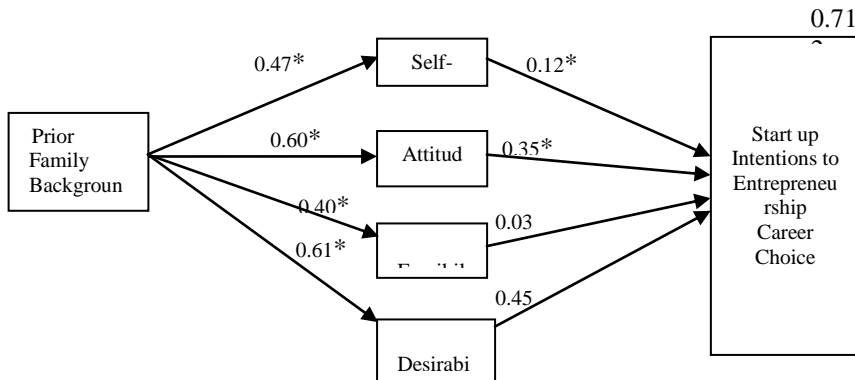 0.71
0.47*
Self-
0.12*
Prior
Family
Backgroun
0.60*
Attitud
0.35*
Start up
Intentions to
Entrepreneu
rship
Career
Choice
0.40*
0.03
0.61*
0.45
Desirabi